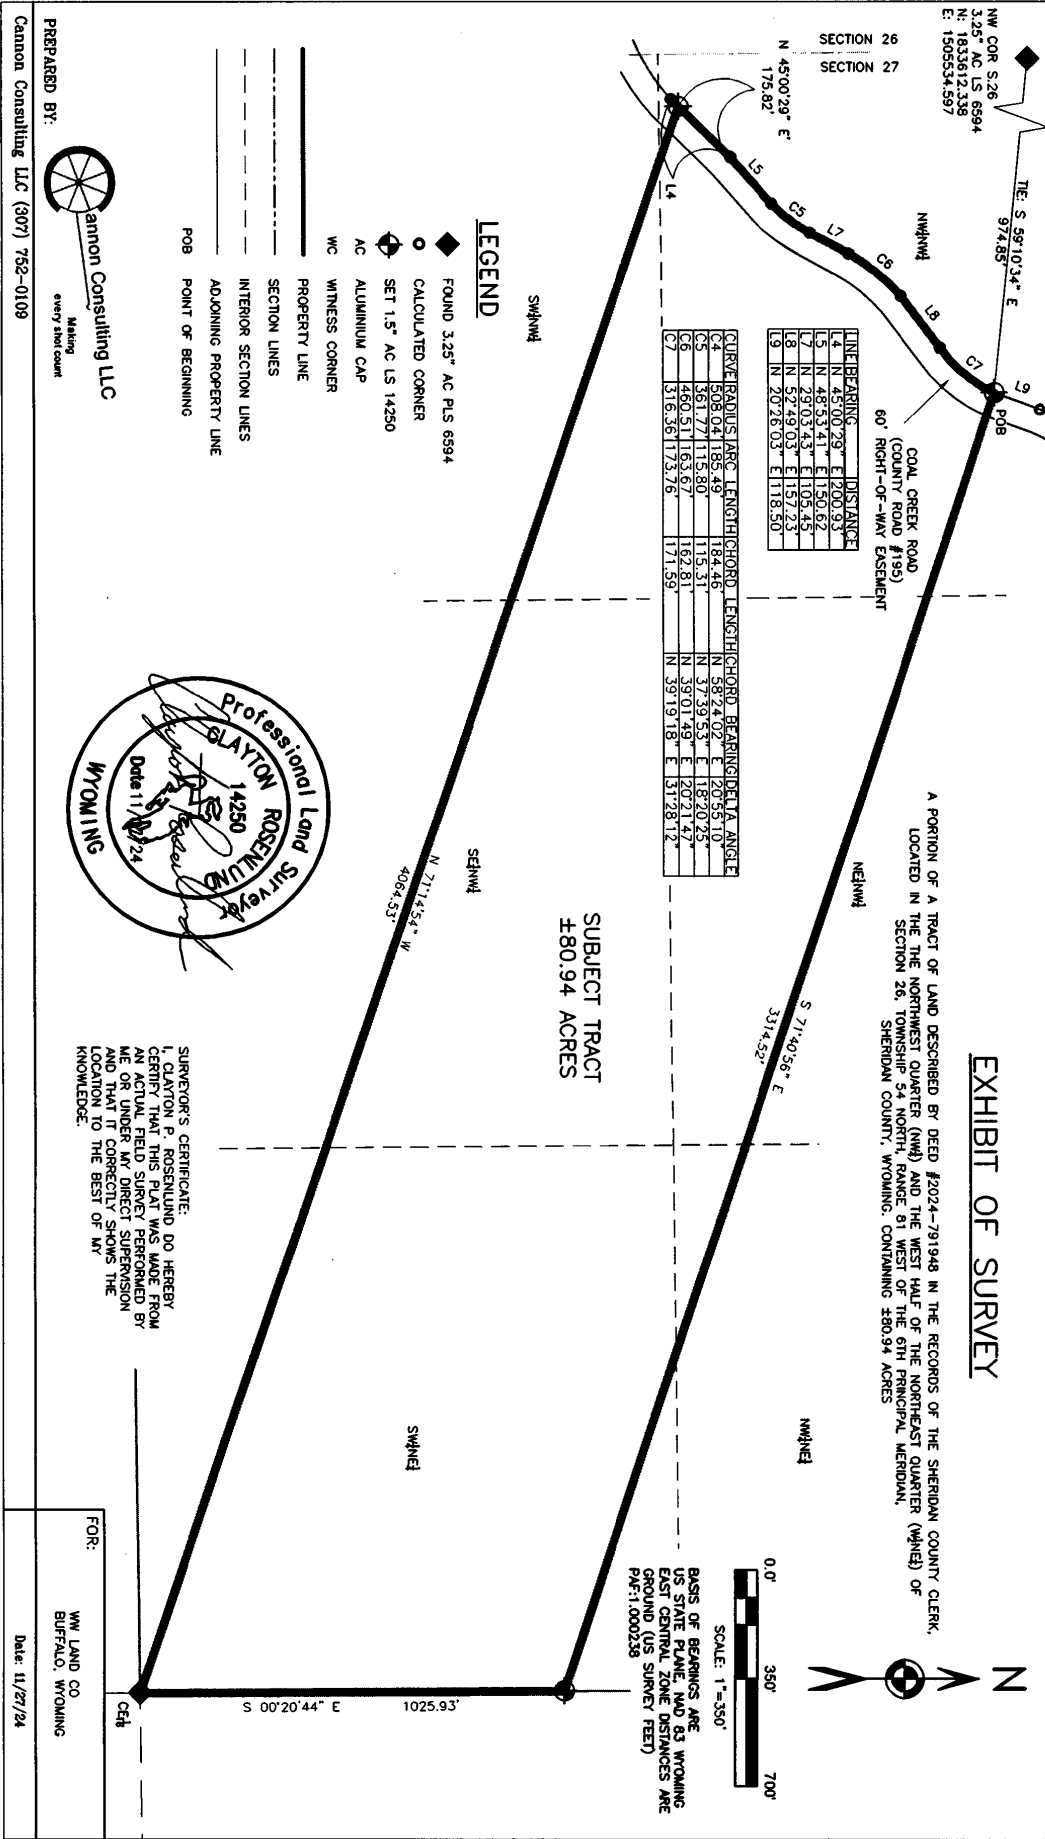 EXHIBIT OF SURVEY
A PORTION OF A TRACT OF LAND DESCRIBED BY DEED #2024-791948 IN THE RECORDS OF THE SHERIDAN COUNTY CLERK,
LOCATED IN THE THE NORTHWEST QUARTER (NW¼) AND THE WEST HALF OF THE NORTHEAST QUARTER (W½NE¼) OF
SECTION 26, TOWNSHIP 54 NORTH, RANGE 81 WEST OF THE 6TH PRINCIPAL MERIDIAN,
SHERIDAN COUNTY, WYOMING. CONTAINING ±80.94 ACRES
N
NW COR S.26
3.25" AC LS 6594
N: 1833612.338
E: 1505534.597
TIE: S 59°10'34" E
974.85'
SECTION 26
SECTION 27
N 45°00'29" E
175.82'
L4
L5
C5
L7
C6
L8
C7
L9
POB
NW¼NW¼
COAL CREEK ROAD
(COUNTY ROAD #195)
60' RIGHT-OF-WAY EASEMENT
LINE BEARING DISTANCE
L4 N 45°00'29" E 200.93'
L5 N 48°53'41" E 150.62
L7 N 29°03'43" E 105.45'
L8 N 52°49'03" E 157.23'
L9 N 20°26'03" E 118.50'
CURVE RADIUS ARC LENGTH CHORD LENGTH CHORD BEARING DELTA ANGLE
C4 508.04' 185.49' 184.46' N 58°24'02" E 20°55'10"
C5 361.77' 115.80' 115.31' N 37°39'53" E 18°20'25"
C6 460.51' 163.67' 162.81' N 39°01'49" E 20°21'47"
C7 316.36' 173.76' 171.59' N 39°19'18" E 31°28'12"
NE¼NW¼
S 71°40'56" E
3314.52'
NW¼NE¼
0.0' 350' 700'
SCALE: 1"=350'
BASIS OF BEARINGS ARE
US STATE PLANE, NAD 83 WYOMING
EAST CENTRAL ZONE DISTANCES ARE
GROUND (US SURVEY FEET)
PAF:1.000238
SUBJECT TRACT
±80.94 ACRES
SW¼NW¼
SE¼NW¼
N 71°14'54" W
4064.53'
SW¼NE¼
S 00°20'44" E 1025.93'
LEGEND
FOUND 3.25" AC PLS 6594
CALCULATED CORNER
SET 1.5" AC LS 14250
AC ALUMINIUM CAP
WC WITNESS CORNER
PROPERTY LINE
SECTION LINES
INTERIOR SECTION LINES
ADJOINING PROPERTY LINE
POB POINT OF BEGINNING
Professional Land Surveyor
CLAYTON ROSENLUND
14250
WYOMING
SURVEYOR'S CERTIFICATE:
I, CLAYTON P. ROSENLUND DO HEREBY
CERTIFY THAT THIS PLAT WAS MADE FROM
AN ACTUAL FIELD SURVEY PERFORMED BY
ME OR UNDER MY DIRECT SUPERVISION
AND THAT IT CORRECTLY SHOWS THE
LOCATION TO THE BEST OF MY
KNOWLEDGE.
PREPARED BY:
annon Consulting LLC
Making
every shot count
Cannon Consulting LLC (307) 752-0109
FOR:
WW LAND CO
BUFFALO, WYOMING
Date: 11/27/24